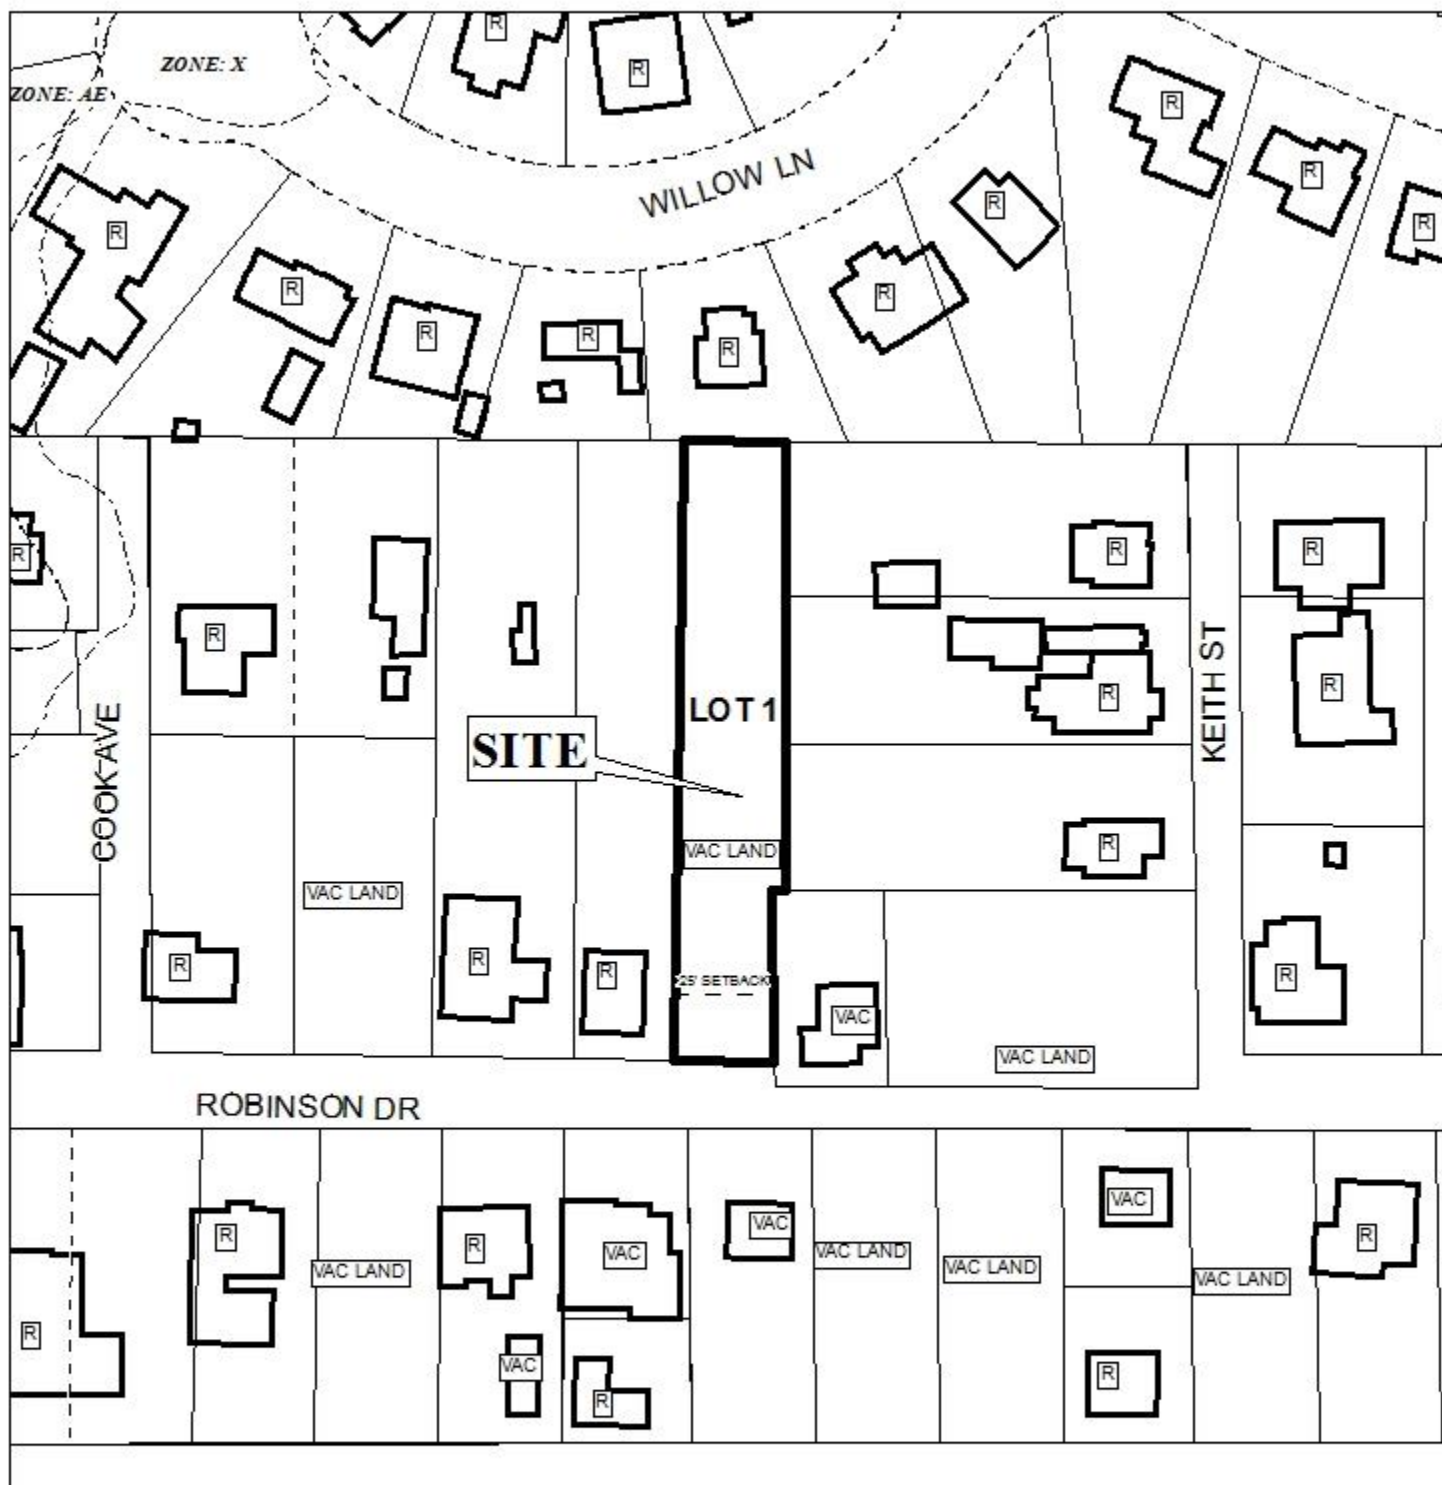 R
ZONE: X
R
ZONE: AE
R
R
WILLOW LN
R
R
R
R
R
R
R
R
R
R
R
R
R
KEITH ST
R
R
LOT 1
COOK AVE
SITE
R
VAC LAND
VAC LAND
R
R
R
R
25' SETBACK
VAC
VAC LAND
ROBINSON DR
VAC
R
R
VAC
VAC
R
VAC LAND
VAC LAND
VAC LAND
VAC LAND
R
VAC
R
R